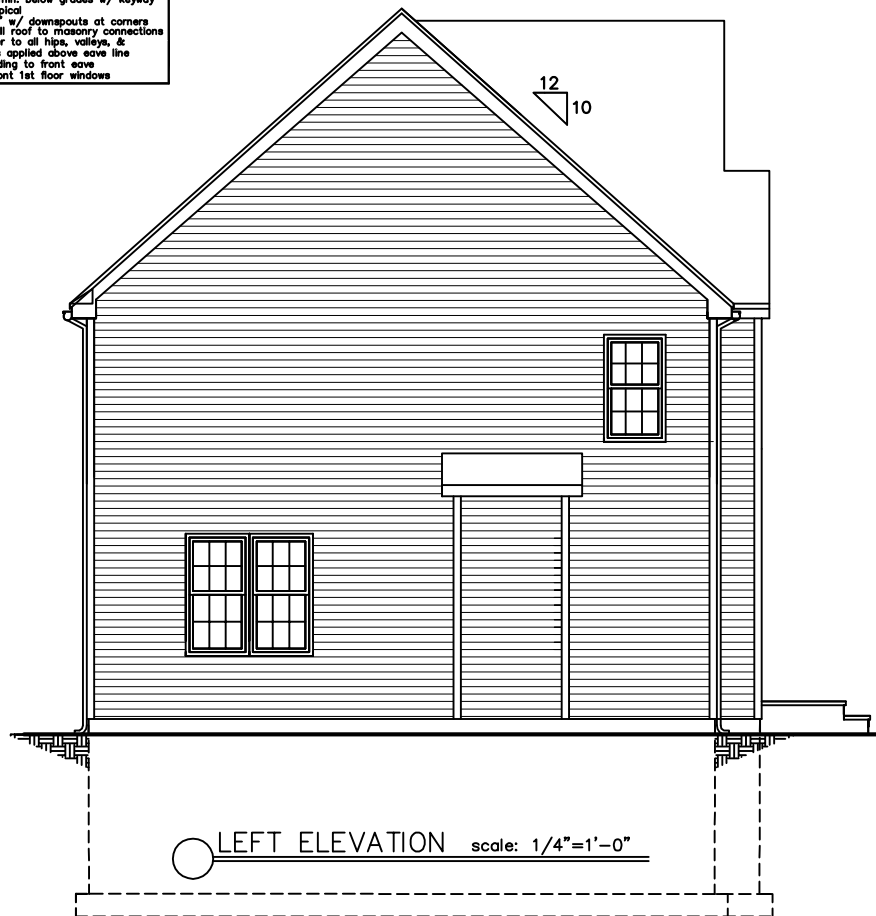 min. below grades w/ keyway
pical
" w/ downspouts at corners
ll roof to masonry connections
r to all hips, valleys, &
applied above eave line
ding to front eave
ont 1st floor windows
12
10
LEFT ELEVATION scale: 1/4"=1'-0"